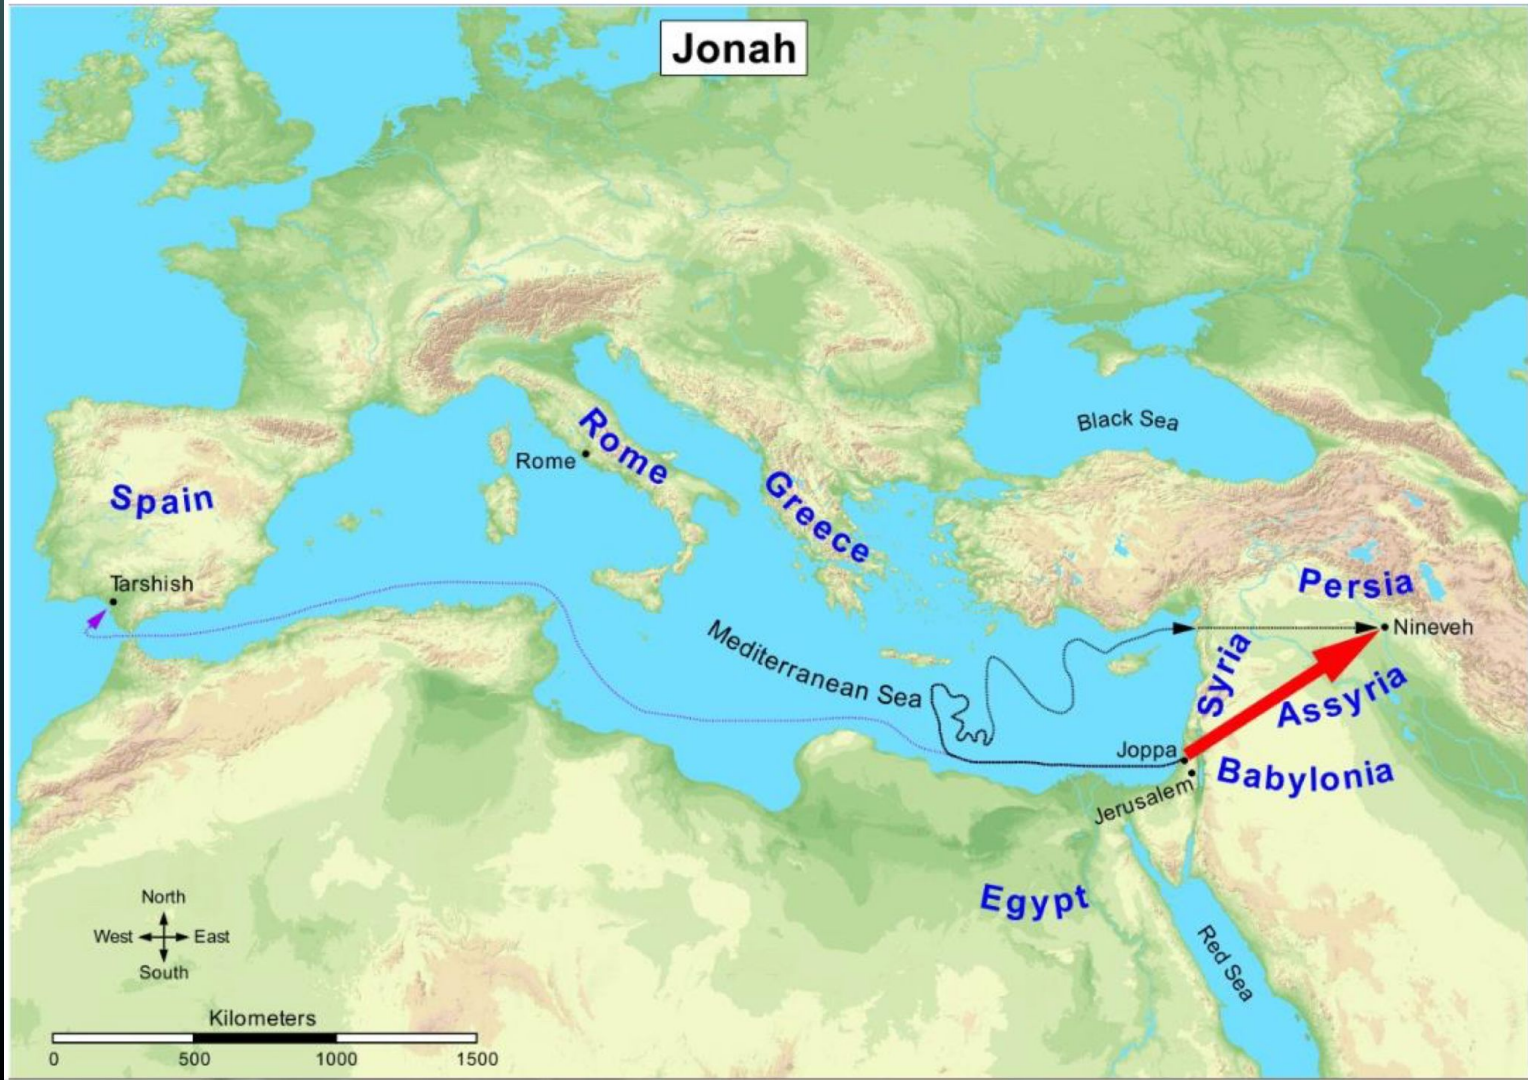 Jonah
Black Sea
Rome
Rome
Greece
Spain
Tarshish
Persia
Nineveh
Mediterranean Sea
Syria
Assyria
Joppa
Babylonia
Jerusalem
Egypt
Red Sea
North
West East
South
Kilometers
0 500 1000 1500